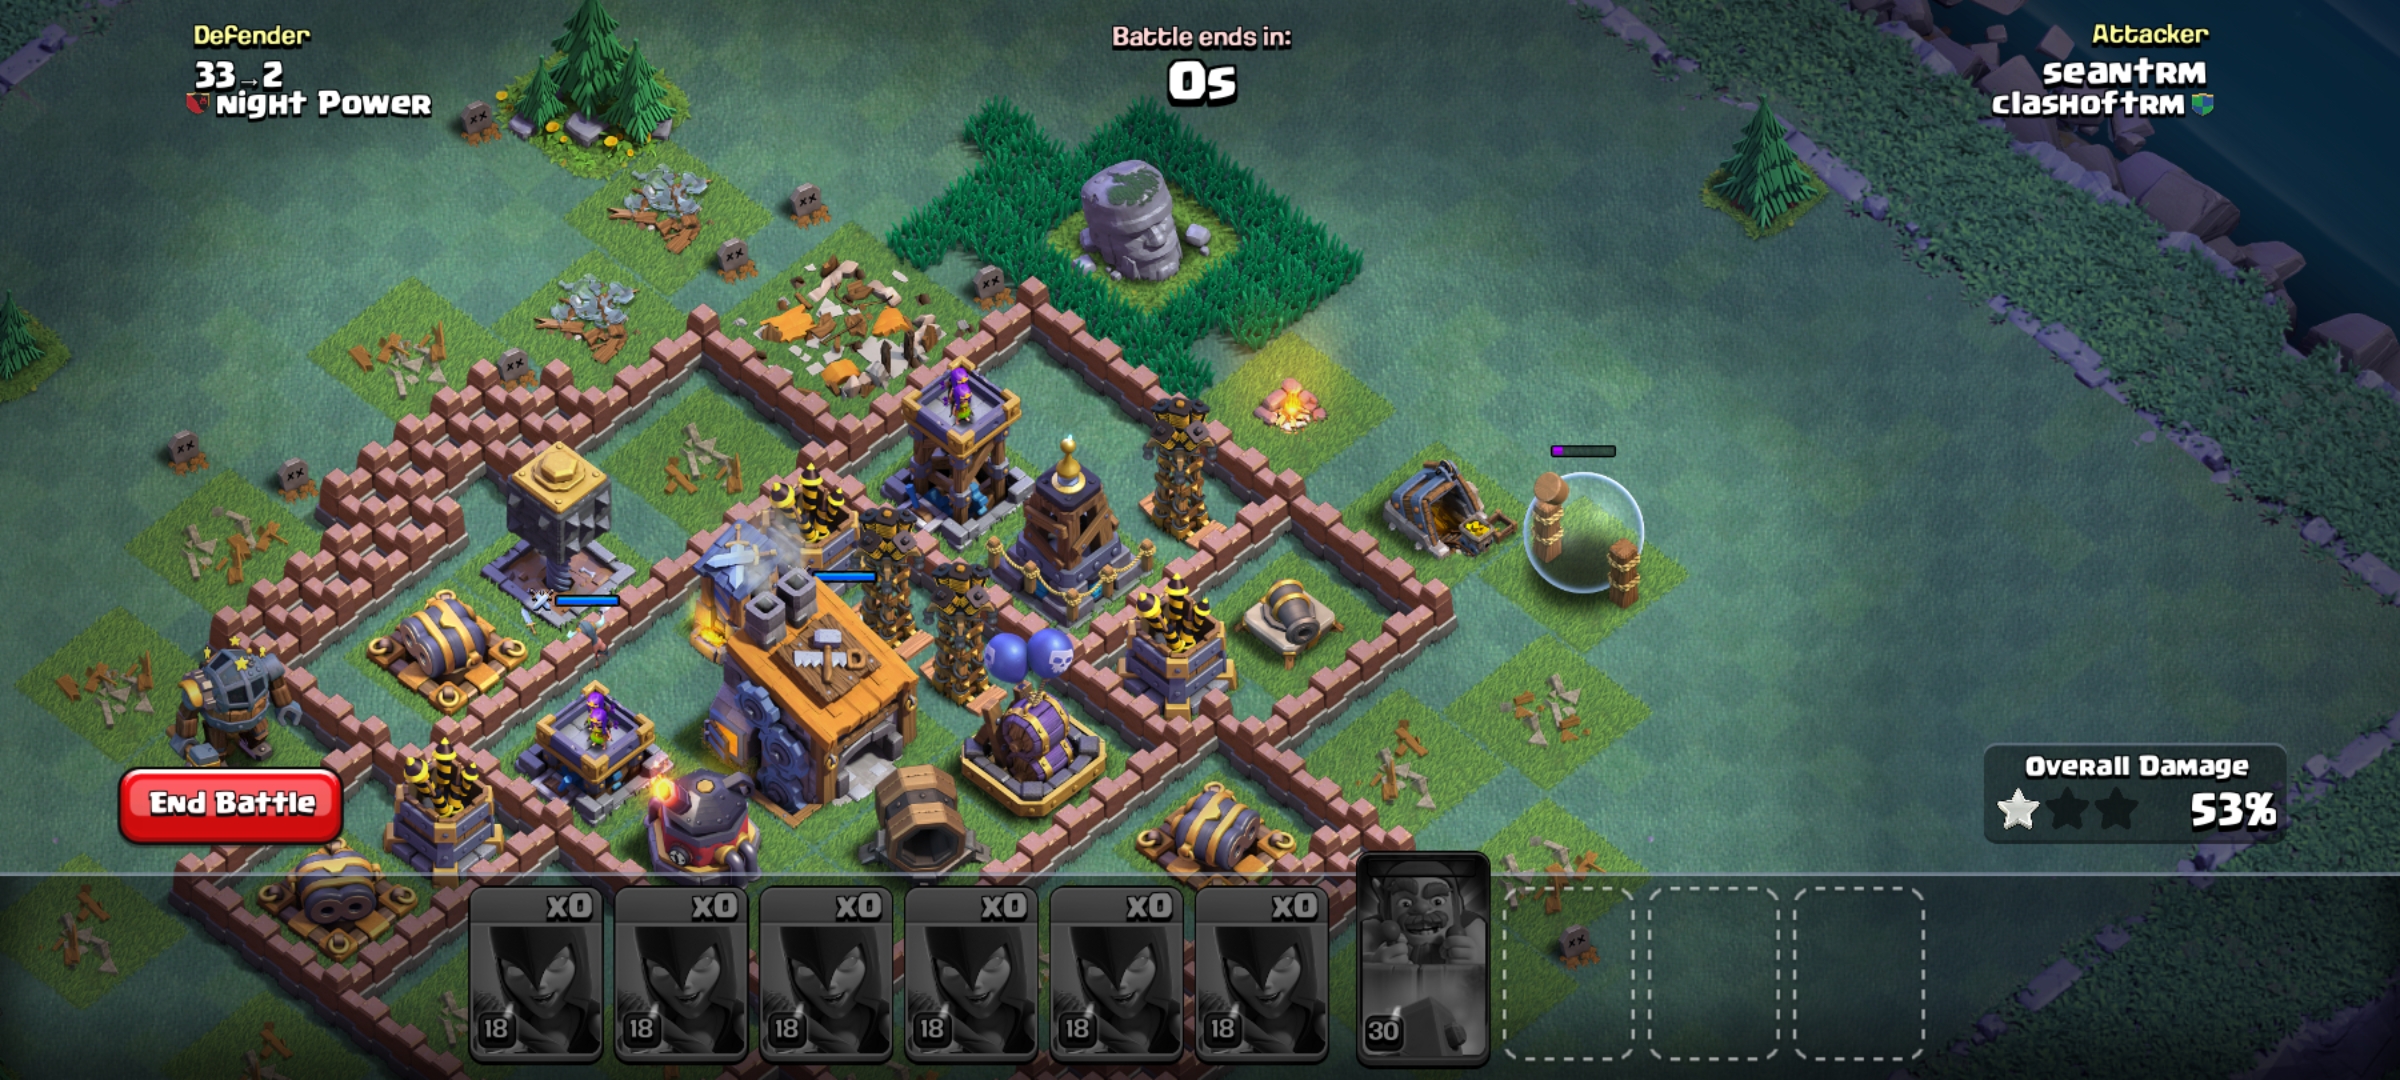 Defender
33→2
Night Power
Battle ends in:
0s
Attacker
seantRM
clashoftRM
End Battle
Overall Damage
53%
x0
x0
x0
x0
x0
x0
18
18
18
18
18
18
30